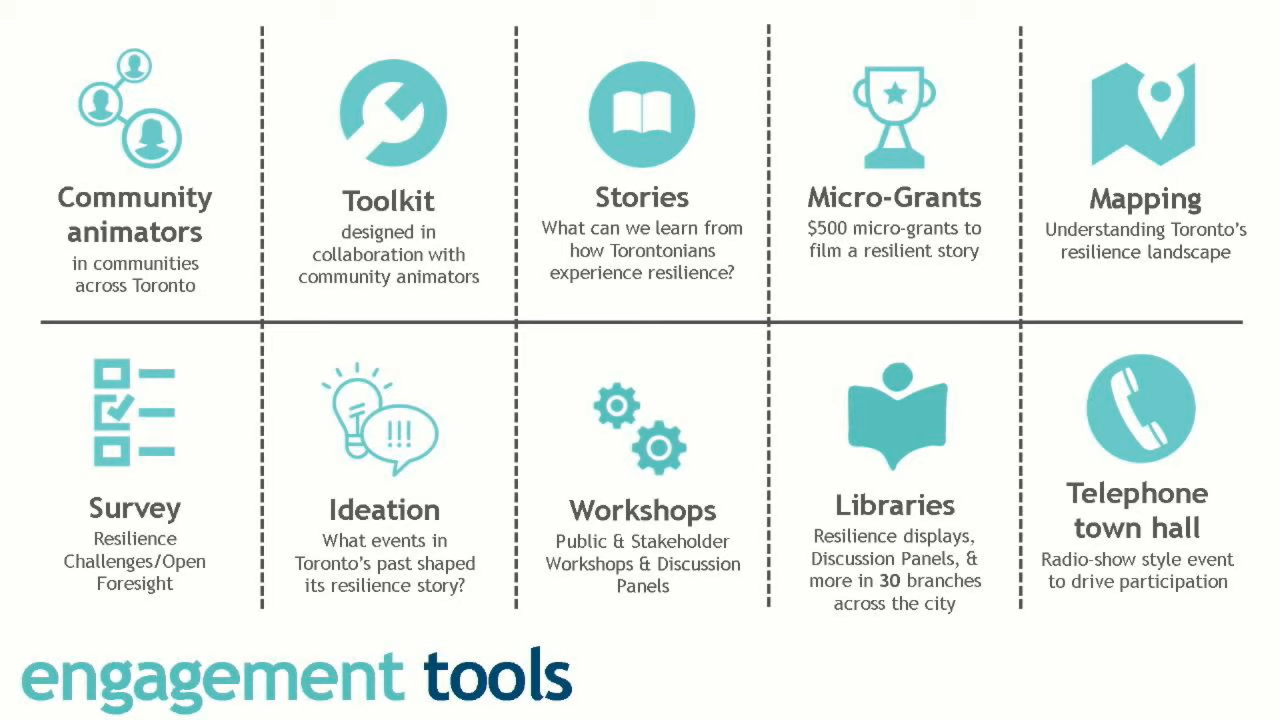 Community
animators
in communities
across Toronto
Toolkit
designed in
collaboration with
community animators
Stories
What can we learn from
how Torontonians
experience resilience?
Micro-Grants
$500 micro-grants to
film a resilient story
Mapping
Understanding Toronto's
resilience landscape
Survey
Resilience
Challenges/Open
Foresight
Ideation
!!!
What events in
Toronto's past shaped
its resilience story?
Workshops
Public & Stakeholder
Workshops & Discussion
Panels
Libraries
Resilience displays,
Discussion Panels, &
more in 30 branches
across the city
Telephone
town hall
Radio-show style event
to drive participation
engagement tools